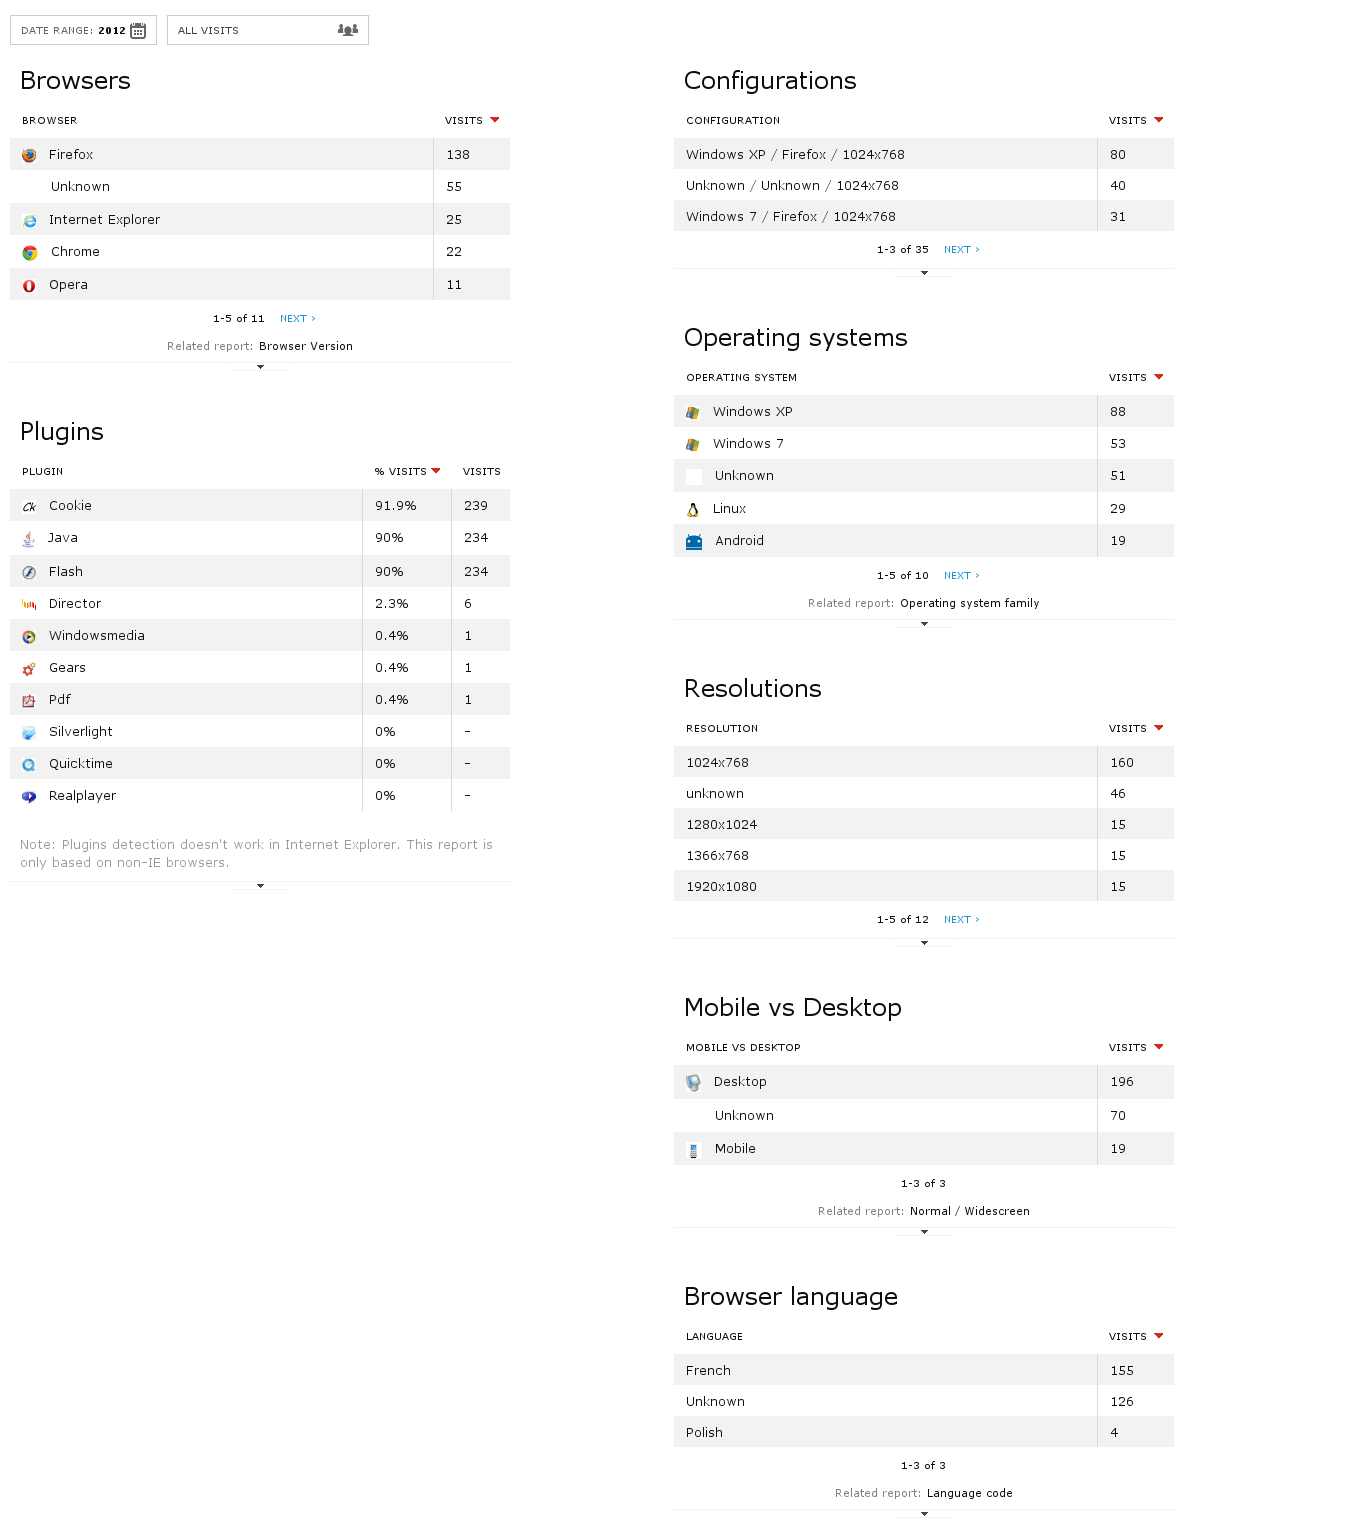 DATE RANGE: 2012
ALL VISITS
Browsers
BROWSER VISITS
Firefox 138
Unknown 55
Internet Explorer 25
Chrome 22
Opera 11
1-5 of 11 NEXT ›
Related report: Browser Version
Plugins
PLUGIN % VISITS VISITS
Cookie 91.9% 239
Java 90% 234
Flash 90% 234
Director 2.3% 6
Windowsmedia 0.4% 1
Gears 0.4% 1
Pdf 0.4% 1
Silverlight 0% -
Quicktime 0% -
Realplayer 0% -
Note: Plugins detection doesn't work in Internet Explorer. This report is
only based on non-IE browsers.
Configurations
CONFIGURATION VISITS
Windows XP / Firefox / 1024x768 80
Unknown / Unknown / 1024x768 40
Windows 7 / Firefox / 1024x768 31
1-3 of 35 NEXT ›
Operating systems
OPERATING SYSTEM VISITS
Windows XP 88
Windows 7 53
Unknown 51
Linux 29
Android 19
1-5 of 10 NEXT ›
Related report: Operating system family
Resolutions
RESOLUTION VISITS
1024x768 160
unknown 46
1280x1024 15
1366x768 15
1920x1080 15
1-5 of 12 NEXT ›
Mobile vs Desktop
MOBILE VS DESKTOP VISITS
Desktop 196
Unknown 70
Mobile 19
1-3 of 3
Related report: Normal / Widescreen
Browser language
LANGUAGE VISITS
French 155
Unknown 126
Polish 4
1-3 of 3
Related report: Language code